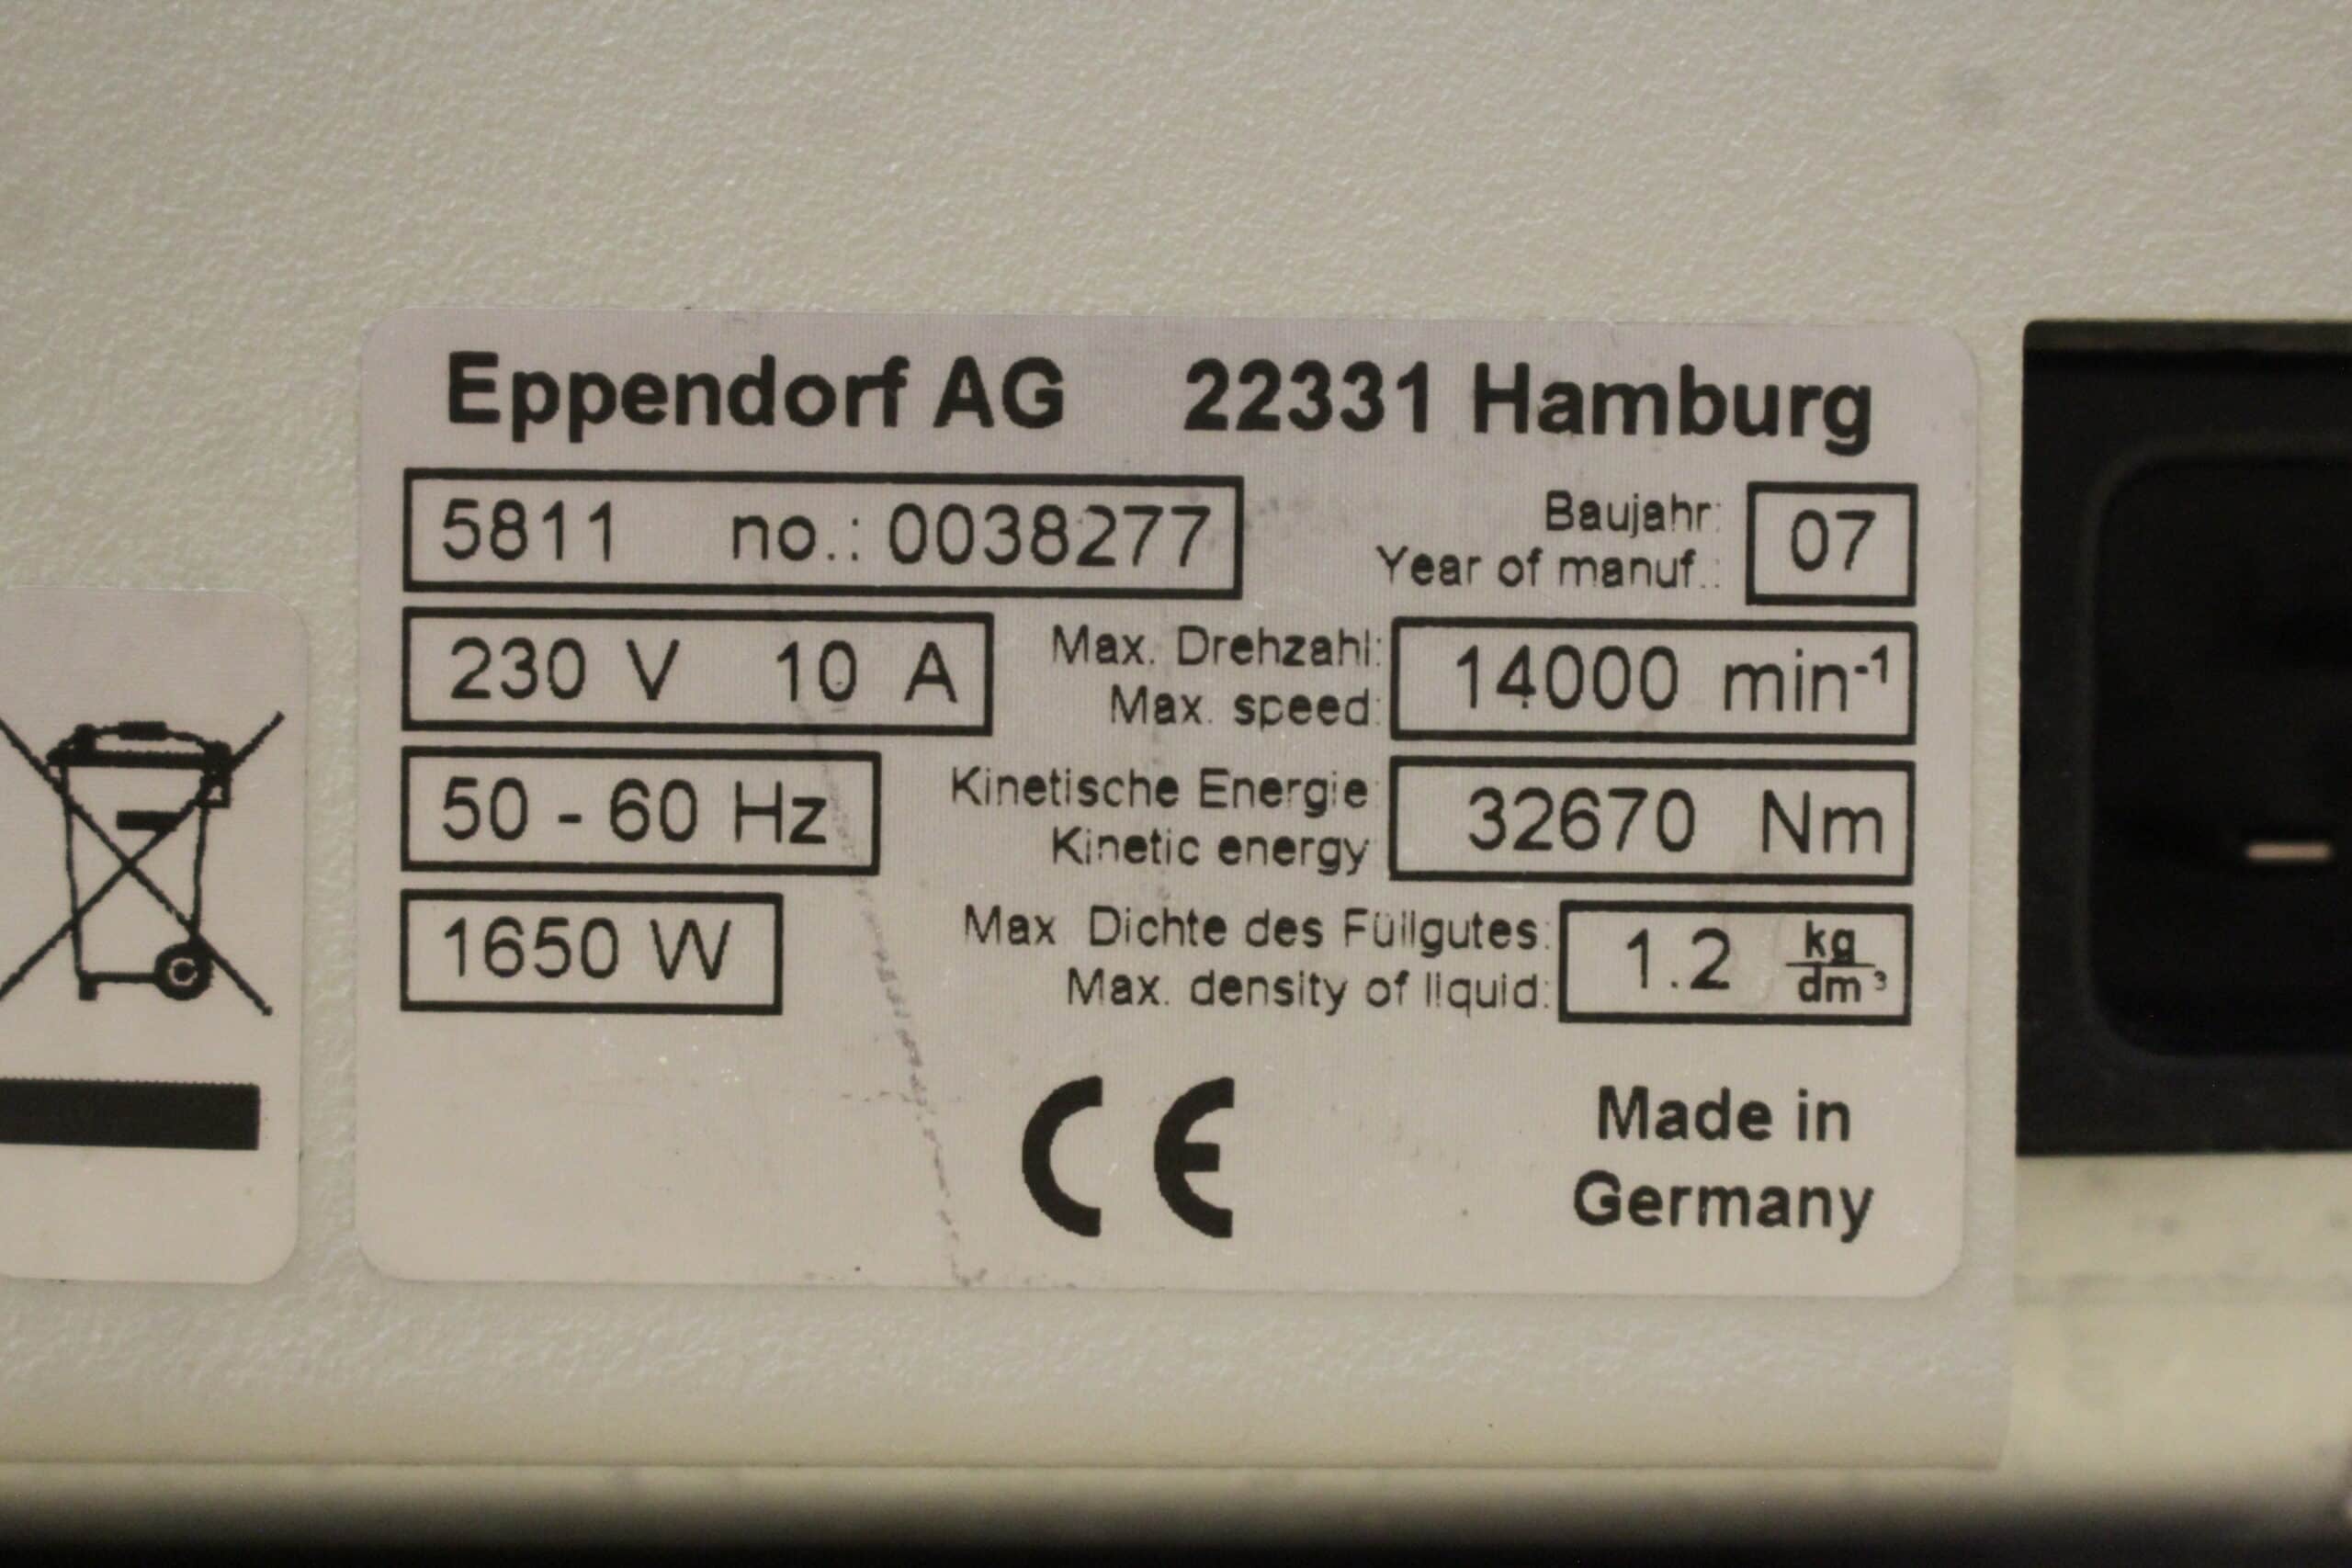 Eppendorf AG 22331 Hamburg
5811 no.: 0038277
Baujahr:
Year of manuf.:
07
230 V 10 A
Max. Drehzahl:
Max. speed:
14000 min-1
50 - 60 Hz
Kinetische Energie
Kinetic energy
32670 Nm
1650 W
Max Dichte des Füllgutes:
Max. density of liquid:
1.2 kg/dm³
CE
Made in
Germany